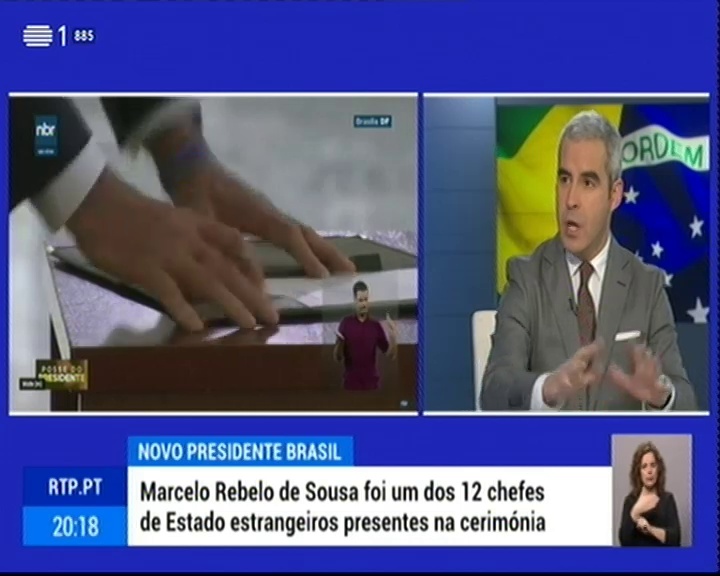 1 885
nbr
Brasília DF
ORDEM
POSSE DO
PRESIDENTE
NOVO PRESIDENTE BRASIL
RTP.PT
Marcelo Rebelo de Sousa foi um dos 12 chefes
20:18
de Estado estrangeiros presentes na cerimónia